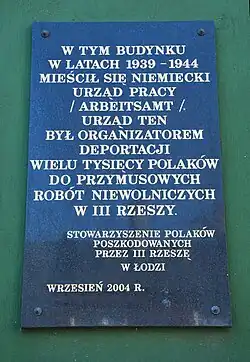 W TYM BUDYNKU
W LATACH 1939 - 1944
MIEŚCIŁ SIĘ NIEMIECKI
URZĄD PRACY
/ ARBEITSAMT /.
URZĄD TEN
BYŁ ORGANIZATOREM
DEPORTACJI
WIELU TYSIĘCY POLAKÓW
DO PRZYMUSOWYCH
ROBÓT NIEWOLNICZYCH
W III RZESZY.
STOWARZYSZENIE POLAKÓW
POSZKODOWANYCH
PRZEZ III RZESZĘ
W ŁODZI
WRZESIEŃ 2004 R.